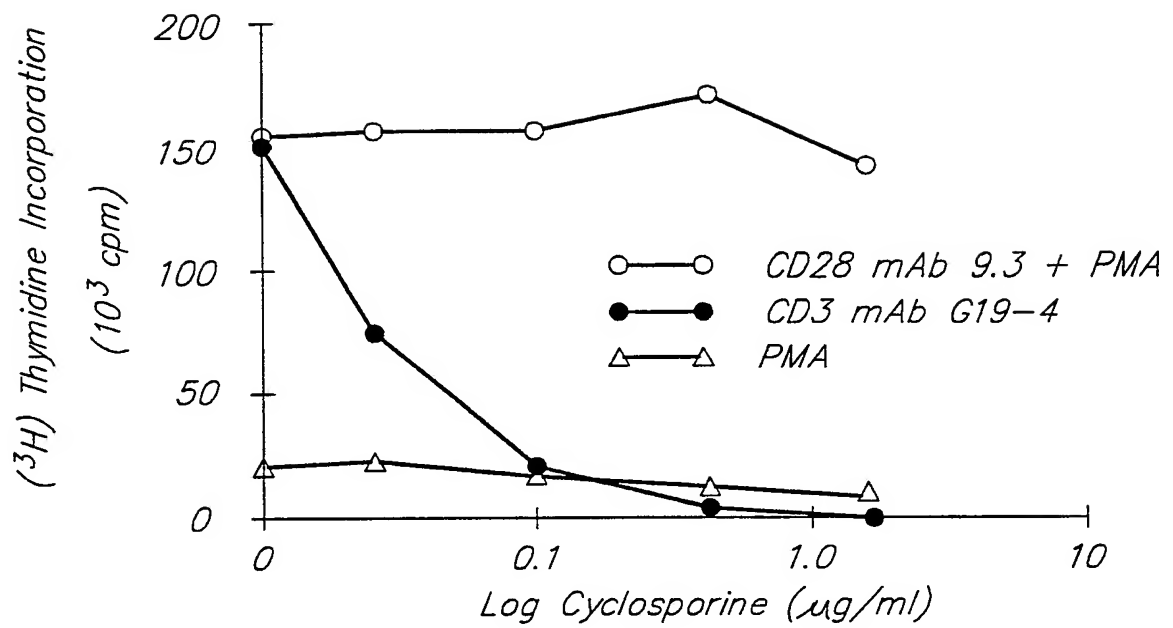 (³H) Thymidine Incorporation
(10³ cpm)
200
150
100
50
0
CD28 mAb 9.3 + PMA
CD3 mAb G19-4
PMA
0
0.1
1.0
10
Log Cyclosporine (µg/ml)